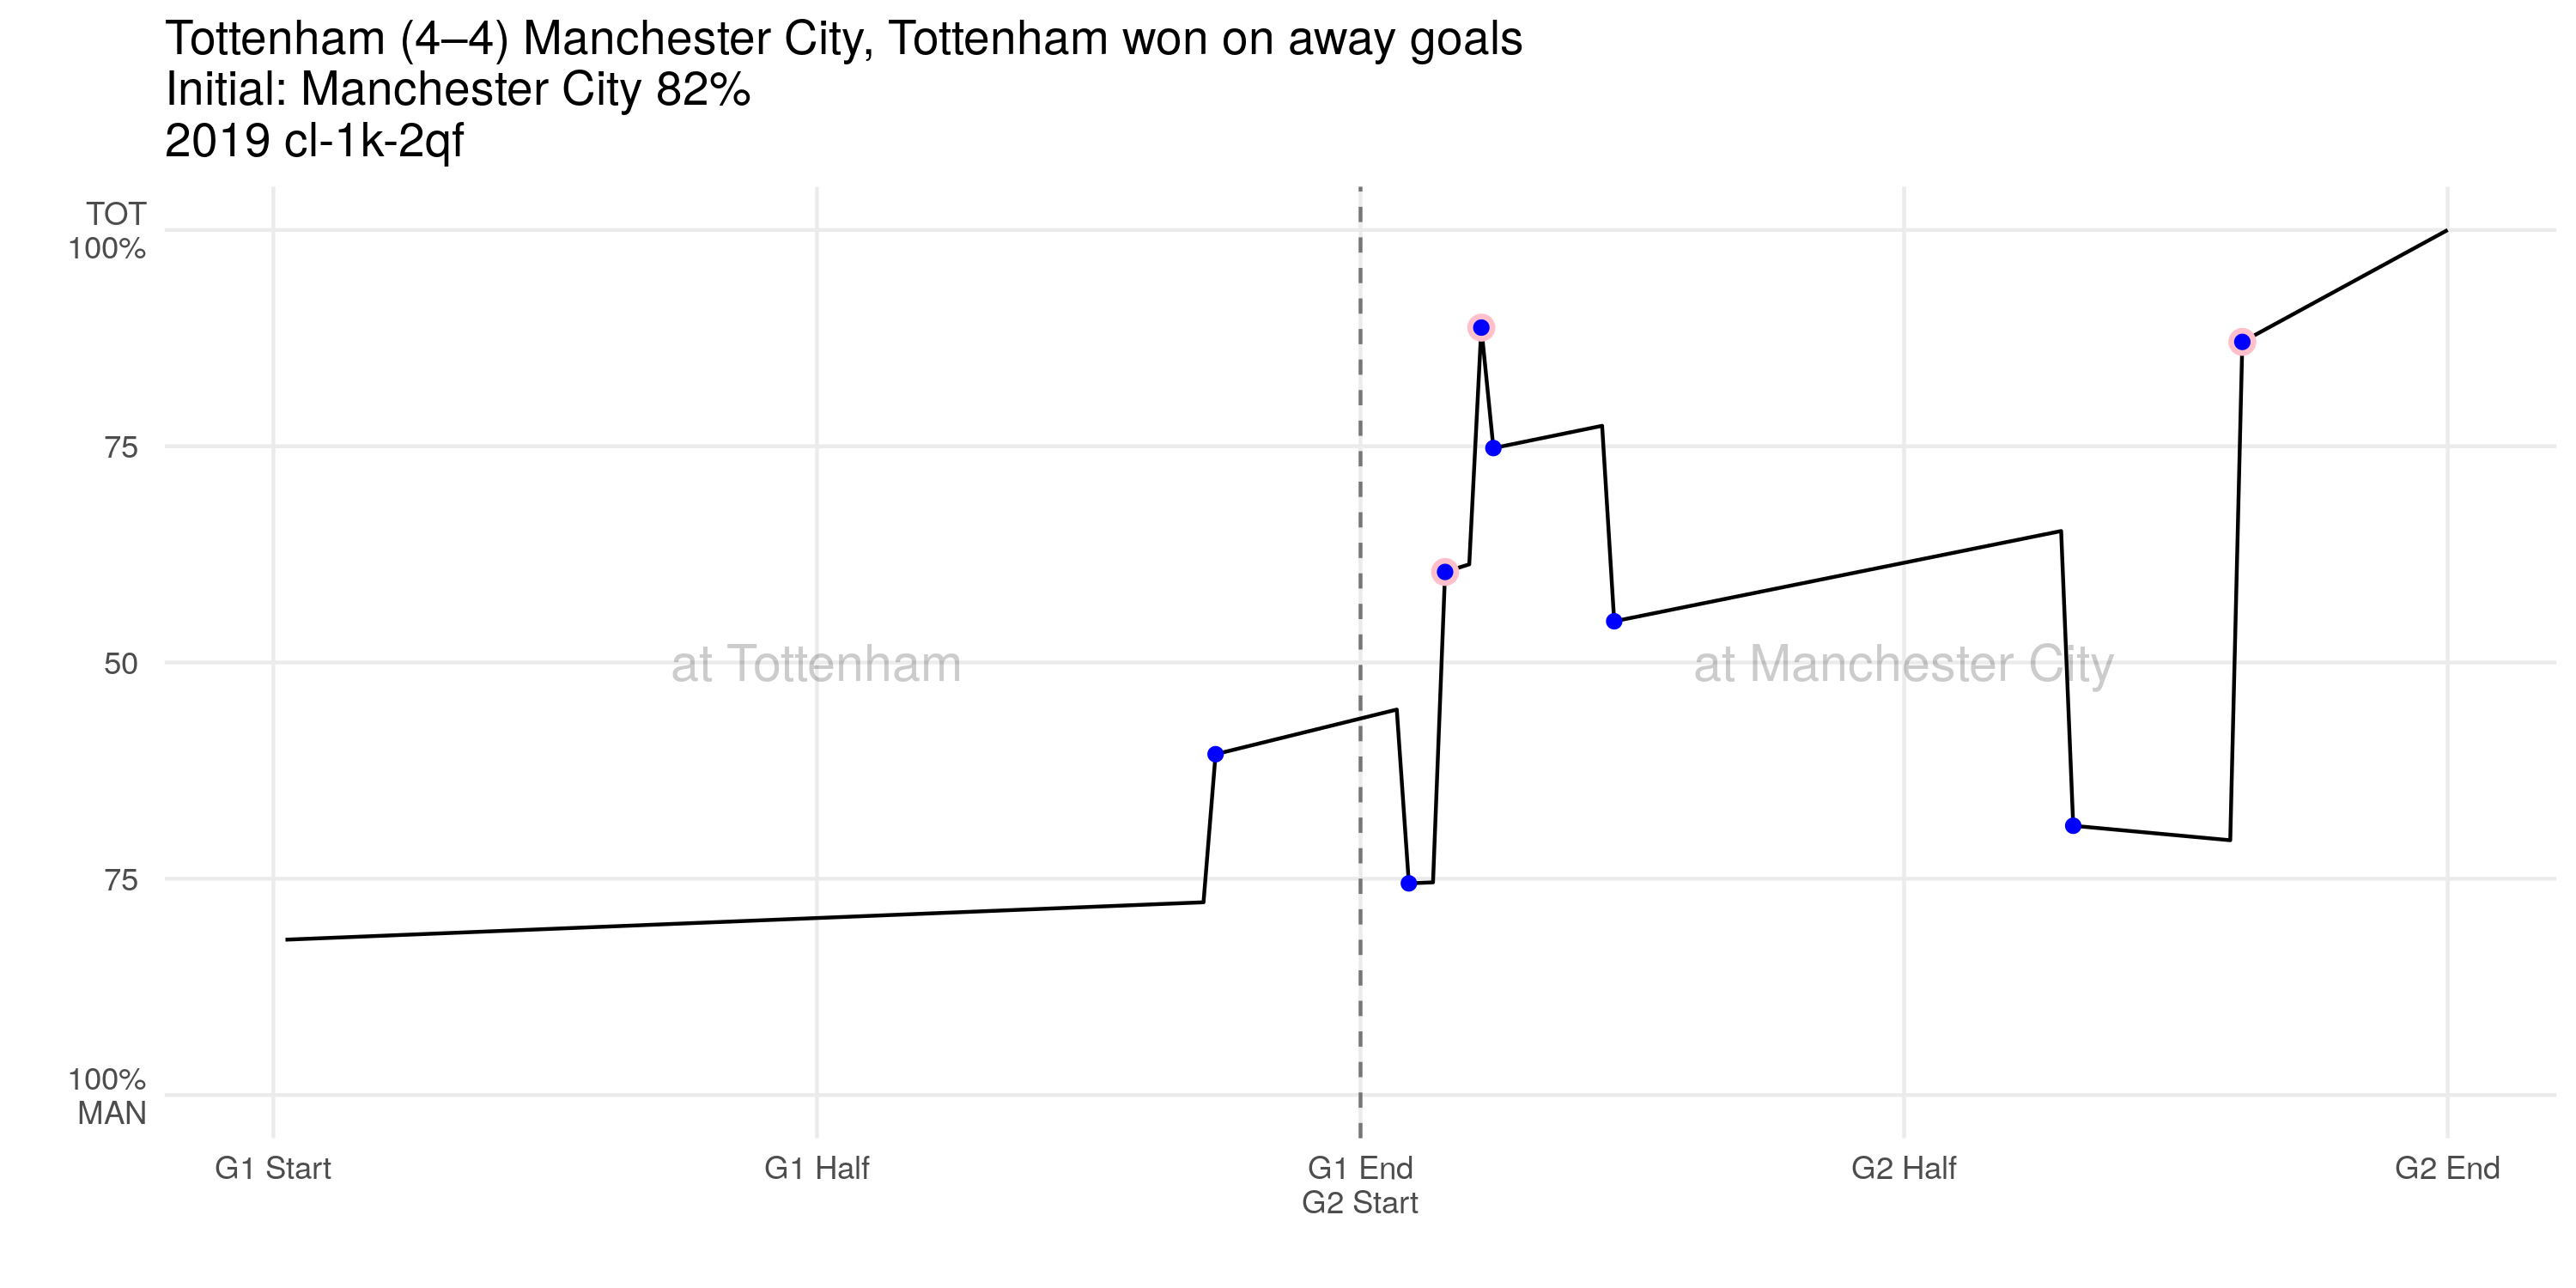 Tottenham (4–4) Manchester City, Tottenham won on away goals
Initial: Manchester City 82%
2019 cl-1k-2qf
TOT
100%
75
50
75
100%
MAN
at Tottenham
at Manchester City
G1 Start
G1 Half
G1 End
G2 Start
G2 Half
G2 End